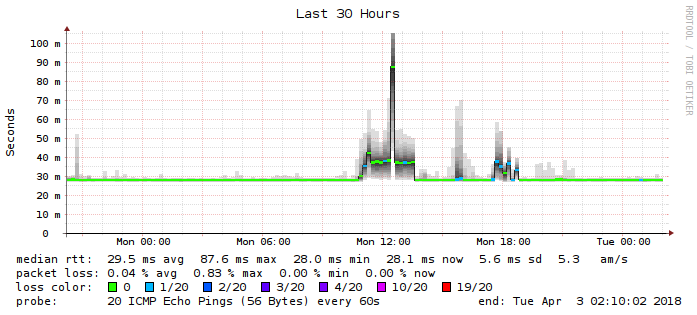 Last 30 Hours
RRDTOOL / TOBI OETIKER
Seconds
100 m
90 m
80 m
70 m
60 m
50 m
40 m
30 m
20 m
10 m
0
Mon 00:00 Mon 06:00 Mon 12:00 Mon 18:00 Tue 00:00
median rtt: 29.5 ms avg 87.6 ms max 28.0 ms min 28.1 ms now 5.6 ms sd 5.3 am/s
packet loss: 0.04 % avg 0.83 % max 0.00 % min 0.00 % now
loss color: 0 1/20 2/20 3/20 4/20 10/20 19/20
probe: 20 ICMP Echo Pings (56 Bytes) every 60s end: Tue Apr 3 02:10:02 2018